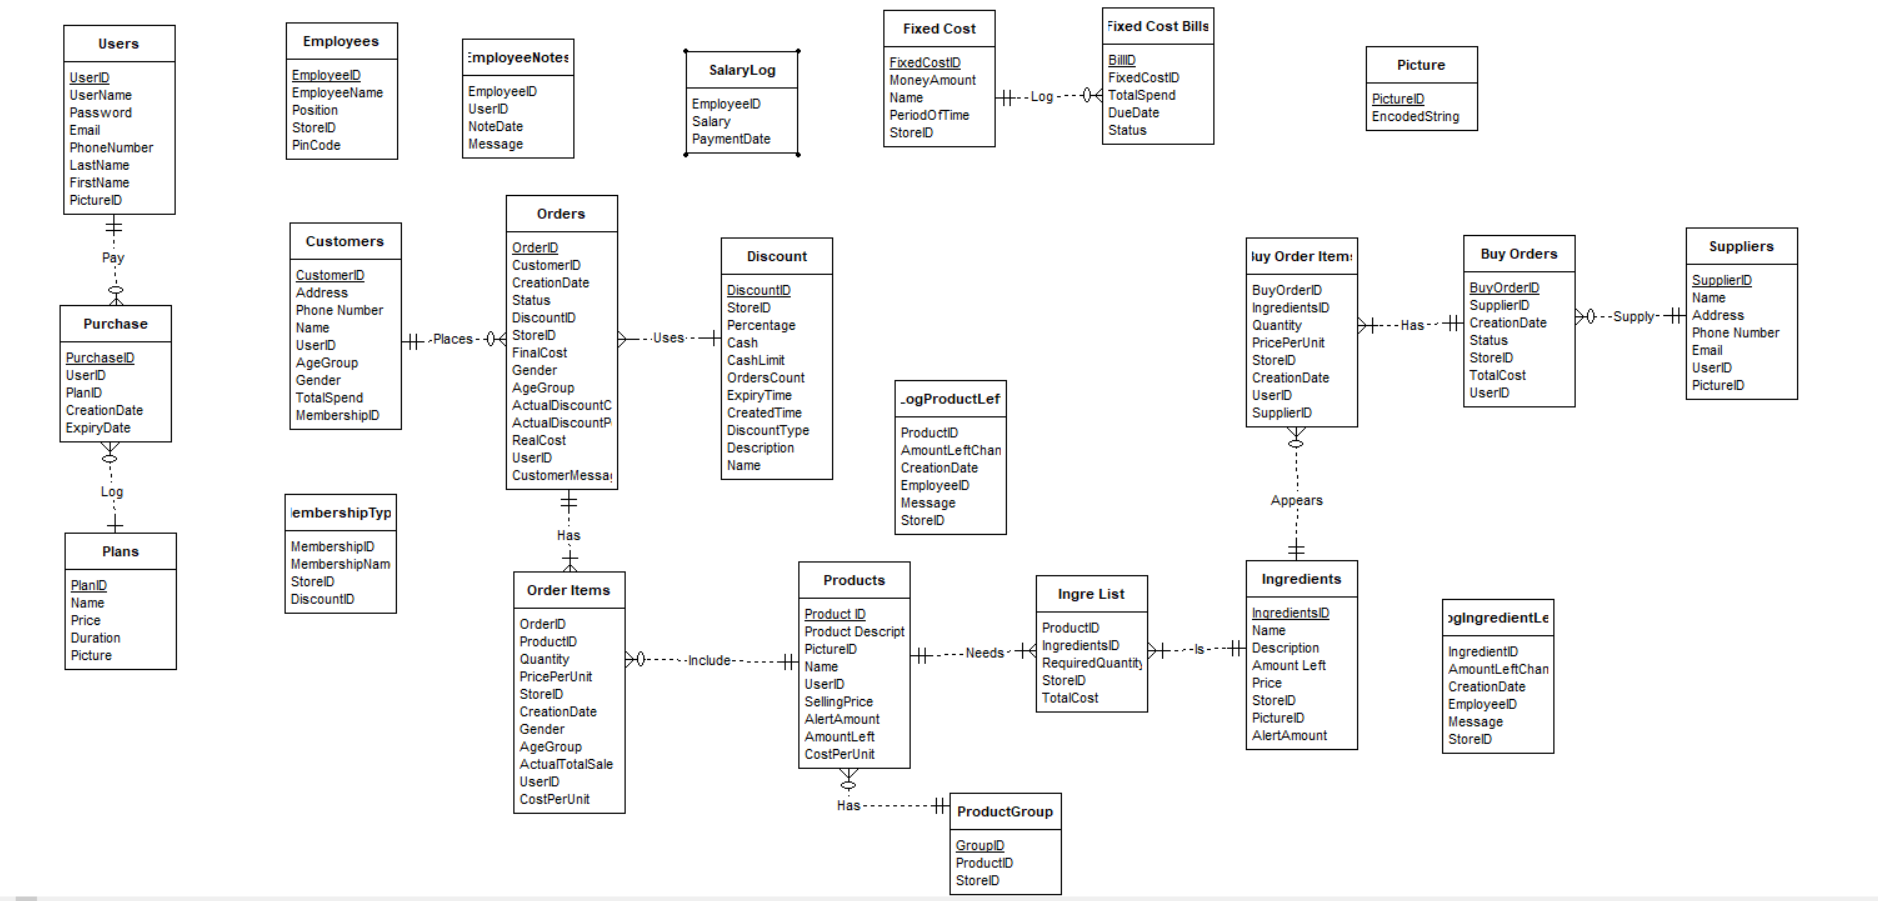 Users
UserID
UserName
Password
Email
PhoneNumber
LastName
FirstName
PictureID
Pay
Purchase
PurchaseID
UserID
PlanID
CreationDate
ExpiryDate
Log
Plans
PlanID
Name
Price
Duration
Picture
Employees
EmployeeID
EmployeeName
Position
StoreID
PinCode
EmployeeNotes
EmployeeID
UserID
NoteDate
Message
SalaryLog
EmployeeID
Salary
PaymentDate
Fixed Cost
FixedCostID
MoneyAmount
Name
PeriodOfTime
StoreID
Log
Fixed Cost Bills
BillID
FixedCostID
TotalSpend
DueDate
Status
Picture
PictureID
EncodedString
Customers
CustomerID
Address
Phone Number
Name
UserID
AgeGroup
Gender
TotalSpend
MembershipID
Places
Orders
OrderID
CustomerID
CreationDate
Status
DiscountID
StoreID
FinalCost
Gender
AgeGroup
ActualDiscountC
ActualDiscountP
RealCost
UserID
CustomerMessag
Uses
Discount
DiscountID
StoreID
Percentage
Cash
CashLimit
OrdersCount
ExpiryTime
CreatedTime
DiscountType
Description
Name
embershipTyp
MembershipID
MembershipNam
StoreID
DiscountID
Has
Order Items
OrderID
ProductID
Quantity
PricePerUnit
StoreID
CreationDate
Gender
AgeGroup
ActualTotalSale
UserID
CostPerUnit
Include
LogProductLef
ProductID
AmountLeftChan
CreationDate
EmployeeID
Message
StoreID
Products
Product ID
Product Descript
PictureID
Name
UserID
SellingPrice
AlertAmount
AmountLeft
CostPerUnit
Has
ProductGroup
GroupID
ProductID
StoreID
Needs
Ingre List
ProductID
IngredientsID
RequiredQuantity
StoreID
TotalCost
Is
Ingredients
IngredientsID
Name
Description
Amount Left
Price
StoreID
PictureID
AlertAmount
Appears
Buy Order Items
BuyOrderID
IngredientsID
Quantity
PricePerUnit
StoreID
CreationDate
UserID
SupplierID
Has
Buy Orders
BuyOrderID
SupplierID
CreationDate
Status
StoreID
TotalCost
UserID
Supply
Suppliers
SupplierID
Name
Address
Phone Number
Email
UserID
PictureID
ogIngredientLe
IngredientID
AmountLeftChan
CreationDate
EmployeeID
Message
StoreID